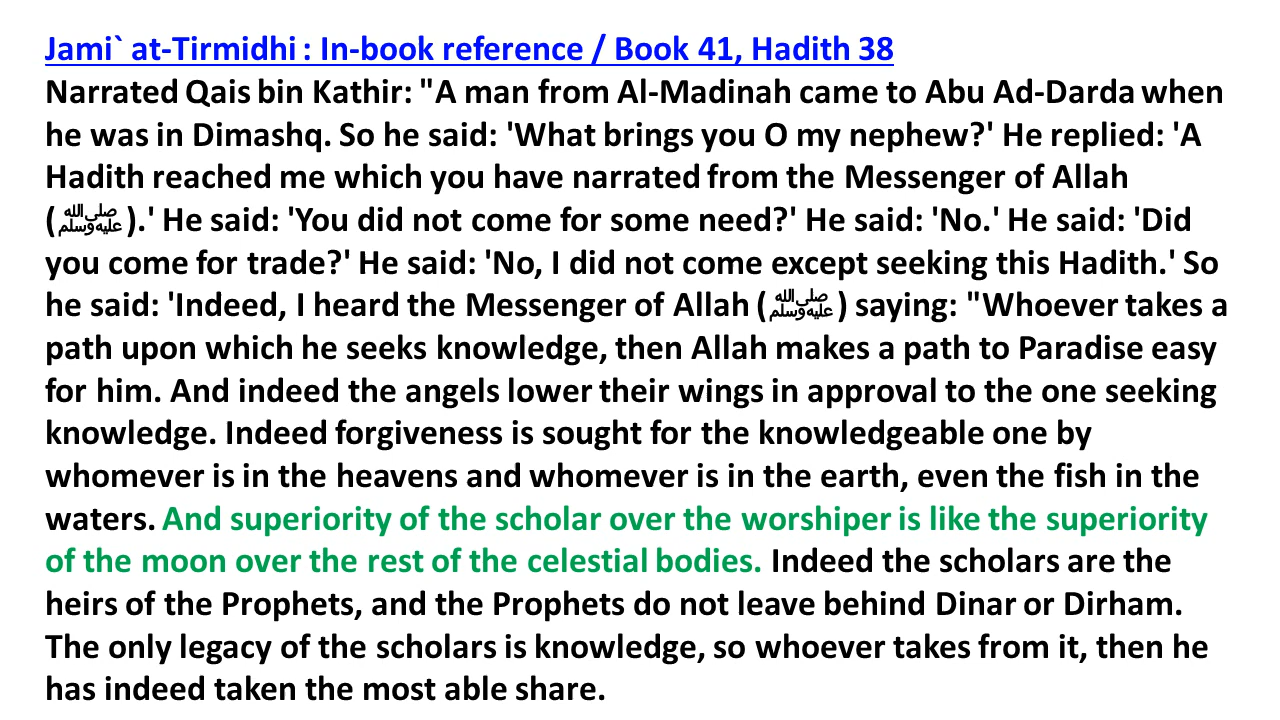 Jami` at-Tirmidhi : In-book reference / Book 41, Hadith 38
Narrated Qais bin Kathir: "A man from Al-Madinah came to Abu Ad-Darda when
he was in Dimashq. So he said: 'What brings you O my nephew?' He replied: 'A
Hadith reached me which you have narrated from the Messenger of Allah
(ﷺ).' He said: 'You did not come for some need?' He said: 'No.' He said: 'Did
you come for trade?' He said: 'No, I did not come except seeking this Hadith.' So
he said: 'Indeed, I heard the Messenger of Allah (ﷺ) saying: "Whoever takes a
path upon which he seeks knowledge, then Allah makes a path to Paradise easy
for him. And indeed the angels lower their wings in approval to the one seeking
knowledge. Indeed forgiveness is sought for the knowledgeable one by
whomever is in the heavens and whomever is in the earth, even the fish in the
waters. And superiority of the scholar over the worshiper is like the superiority
of the moon over the rest of the celestial bodies. Indeed the scholars are the
heirs of the Prophets, and the Prophets do not leave behind Dinar or Dirham.
The only legacy of the scholars is knowledge, so whoever takes from it, then he
has indeed taken the most able share.